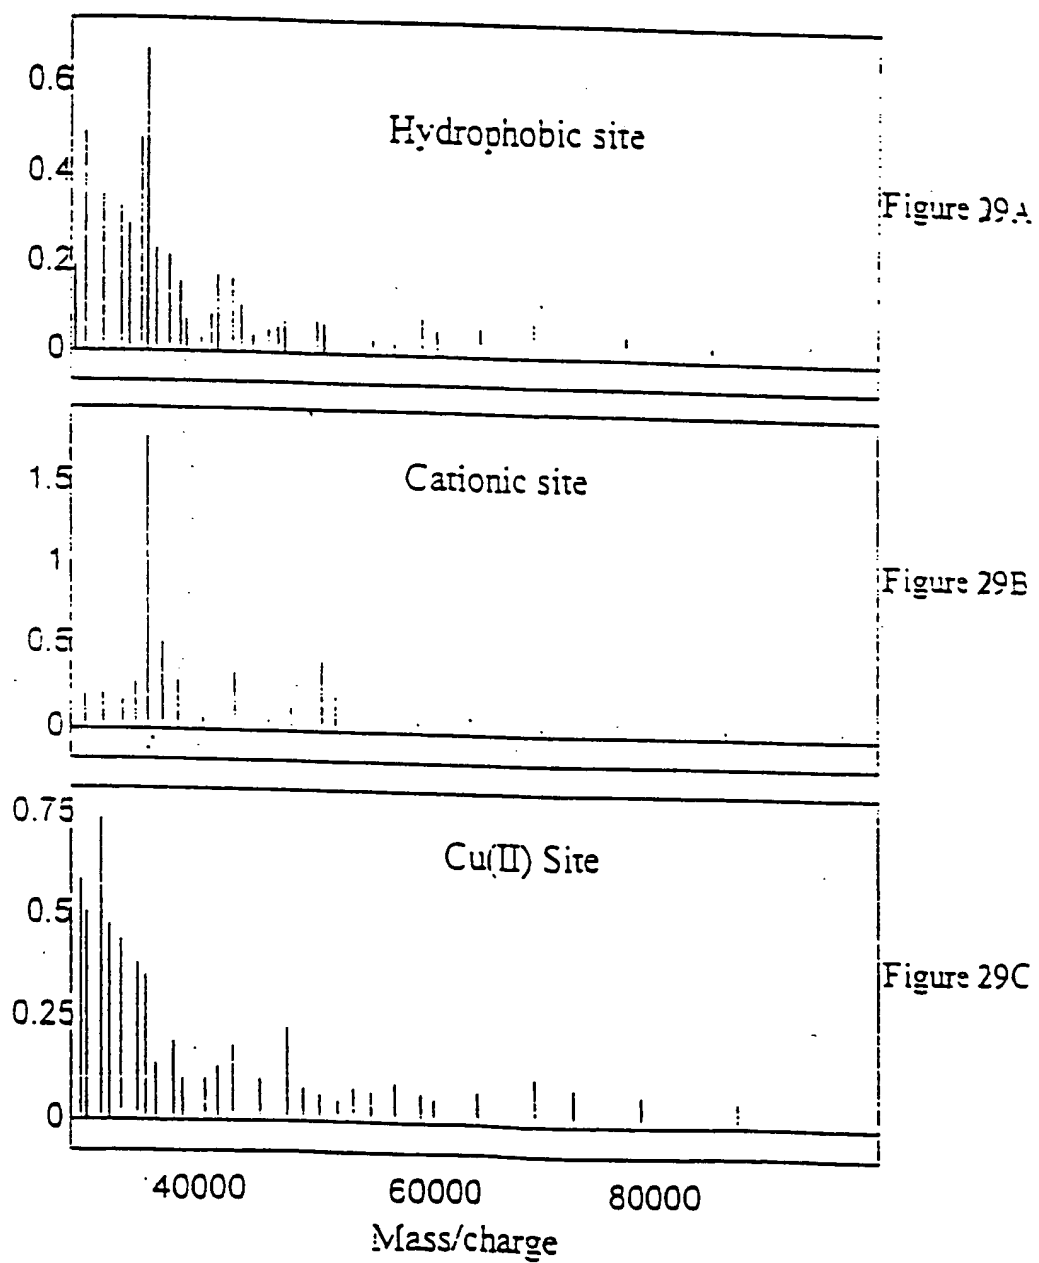 0.6
Hydrophobic site
0.4
Figure 29A
0.2
0
1.5
Cationic site
1
Figure 29B
0.5
0
0.75
Cu(II) Site
0.5
Figure 29C
0.25
0
40000 60000 80000
Mass/charge